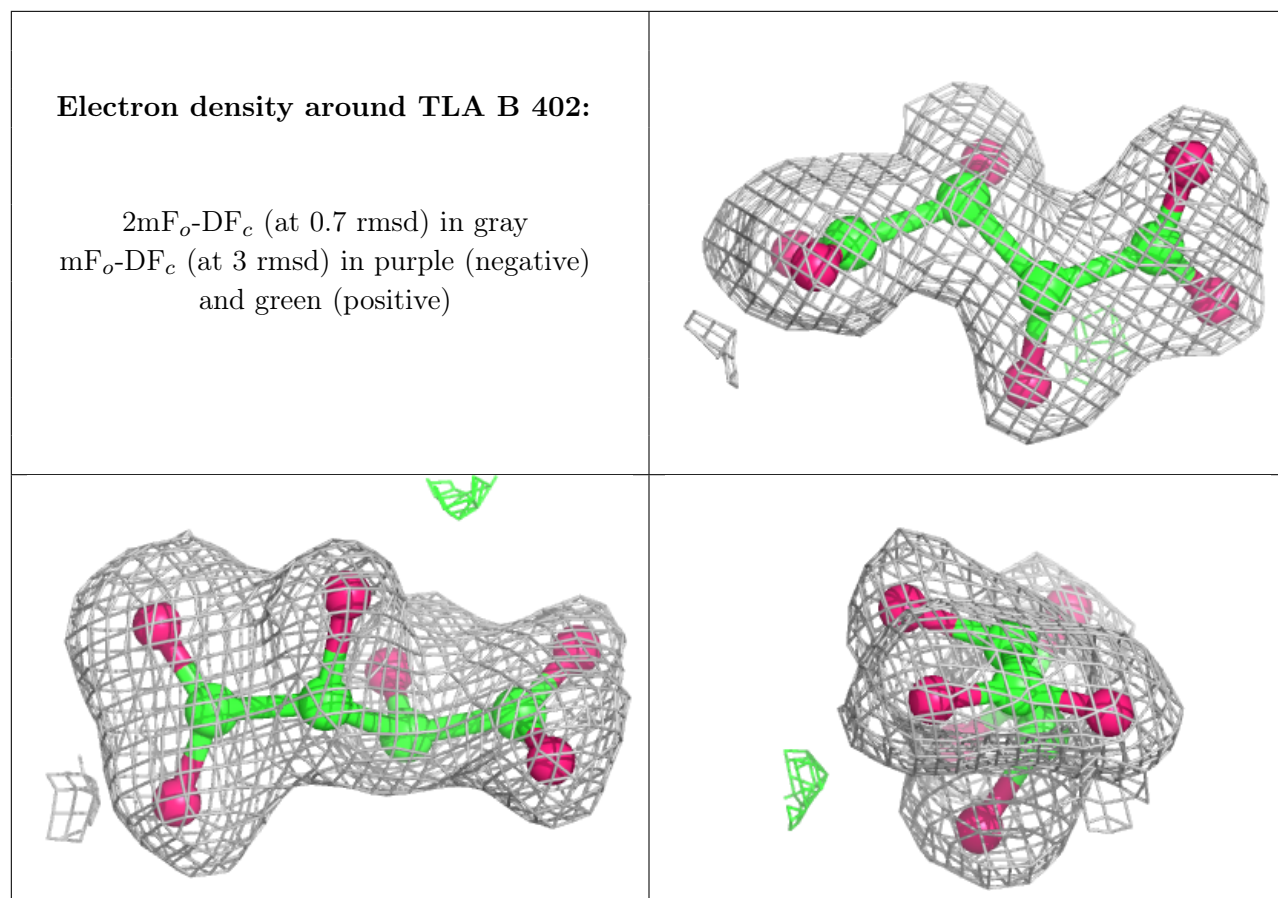 Electron density around TLA B 402:
2mFo-DFc (at 0.7 rmsd) in gray
mFo-DFc (at 3 rmsd) in purple (negative)
and green (positive)